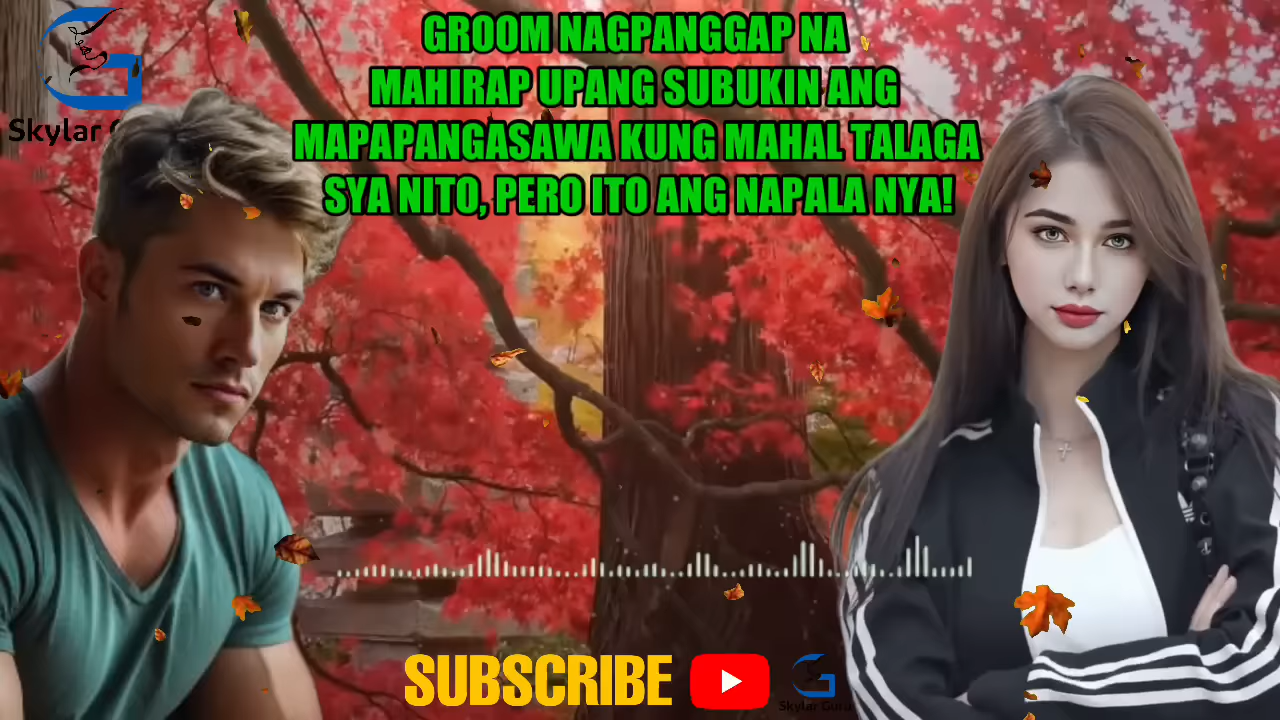 GROOM NAGPANGGAP NA
MAHIRAP UPANG SUBUKIN ANG
MAPAPANGASAWA KUNG MAHAL TALAGA
SYA NITO, PERO ITO ANG NAPALA NYA!
Skylar G
SUBSCRIBE
Skylar Guru